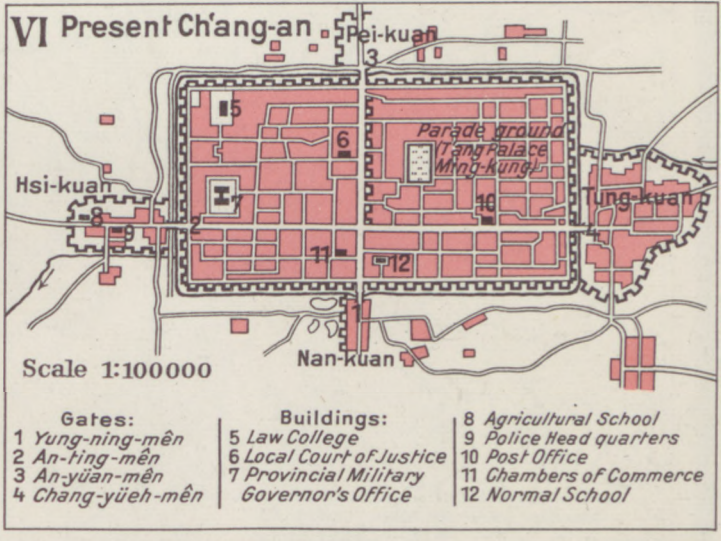 VI Present Ch'ang-an
Pei-kuan
3
5
6
Parade ground
(Tang Palace
Ming-kung)
Hsi-kuan
Tung-kuan
7
8
9
2
10
4
11
12
1
Nan-kuan
Scale 1:100000
Gates:
1 Yung-ning-mên
2 An-ting-mên
3 An-yüan-mên
4 Chang-yüeh-mên
Buildings:
5 Law College
6 Local Court of Justice
7 Provincial Military
Governor's Office
8 Agricultural School
9 Police Head quarters
10 Post Office
11 Chambers of Commerce
12 Normal School